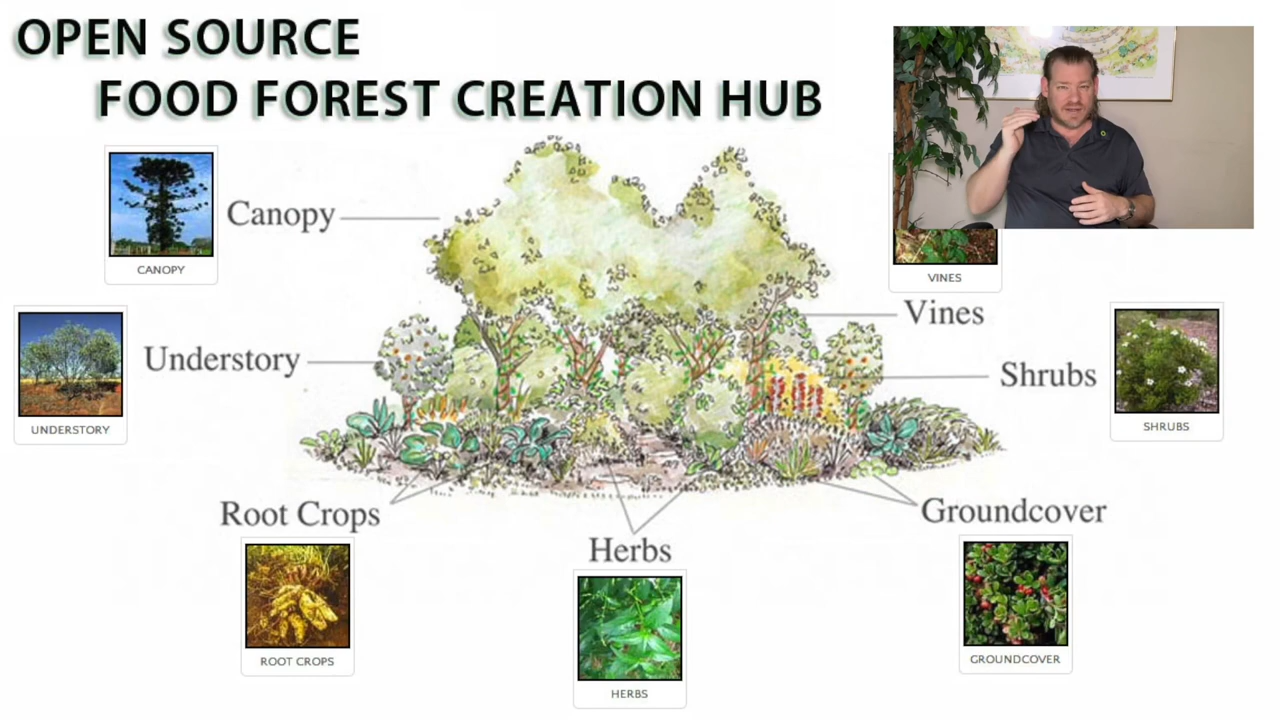 OPEN SOURCE
FOOD FOREST CREATION HUB
Canopy
CANOPY
VINES
Vines
Understory
UNDERSTORY
Shrubs
SHRUBS
Root Crops
ROOT CROPS
Herbs
HERBS
Groundcover
GROUNDCOVER